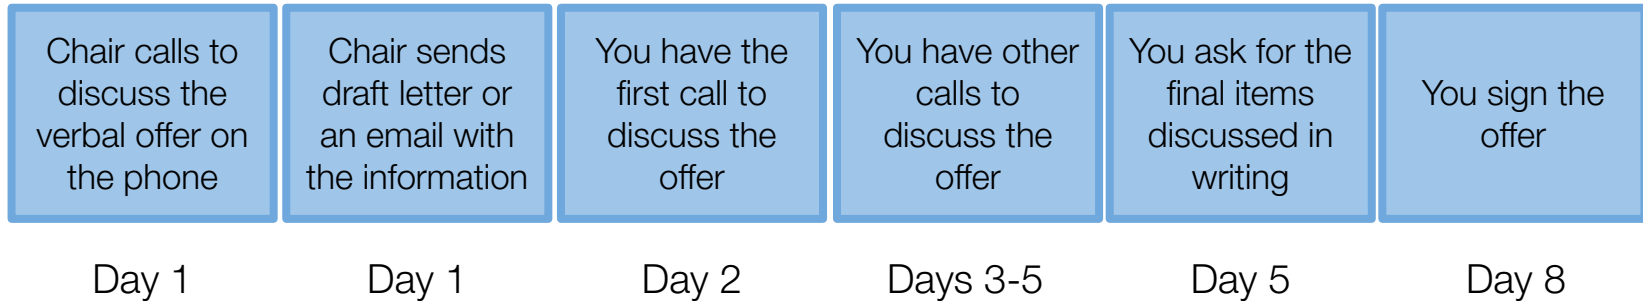 Chair calls to
discuss the
verbal offer on
the phone
Chair sends
draft letter or
an email with
the information
You have the
first call to
discuss the
offer
You have other
calls to
discuss the
offer
You ask for the
final items
discussed in
writing
You sign the
offer
Day 1
Day 1
Day 2
Days 3-5
Day 5
Day 8